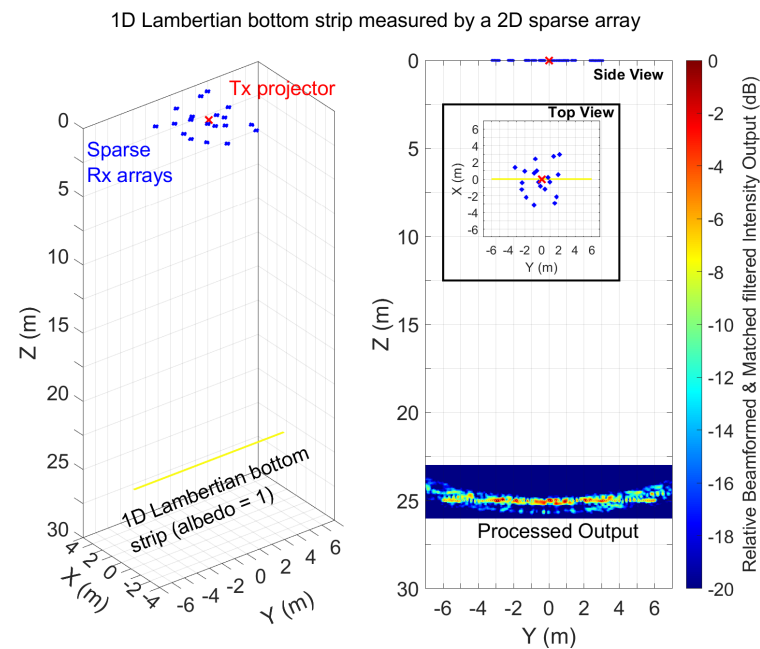 1D Lambertian bottom strip measured by a 2D sparse array
Tx projector
Sparse
Rx arrays
1D Lambertian bottom
strip (albedo = 1)
0
5
10
15
20
25
30
Z (m)
4 2 0 -2 -4
X (m)
-6 -4 -2 0 2 4 6
Y (m)
Side View
Top View
6
4
2
0
-2
-4
-6
X (m)
-6 -4 -2 0 2 4 6
Y (m)
Processed Output
0
5
10
15
20
25
30
Z (m)
-6 -4 -2 0 2 4 6
Y (m)
0
-2
-4
-6
-8
-10
-12
-14
-16
-18
-20
Relative Beamformed & Matched filtered Intensity Output (dB)